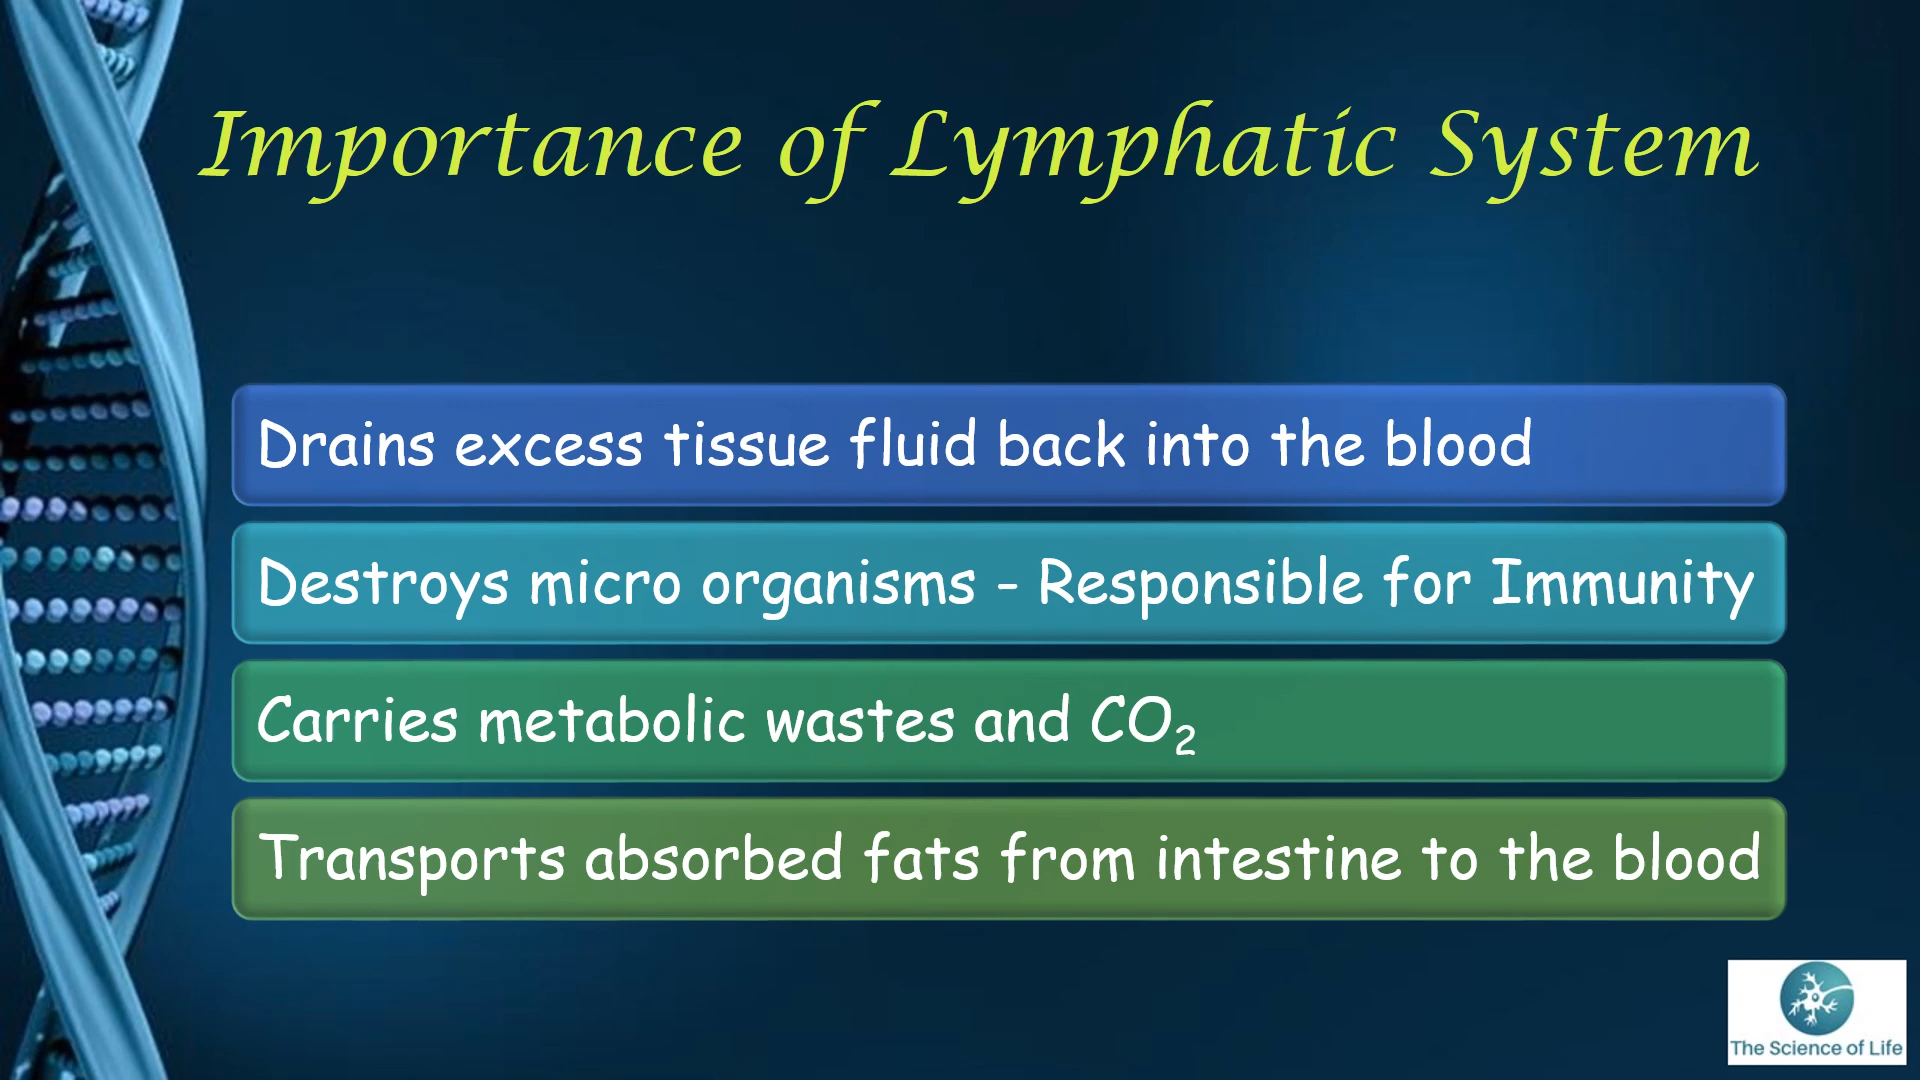 Importance of Lymphatic System
Drains excess tissue fluid back into the blood
Destroys micro organisms - Responsible for Immunity
Carries metabolic wastes and CO₂
Transports absorbed fats from intestine to the blood
The Science of Life